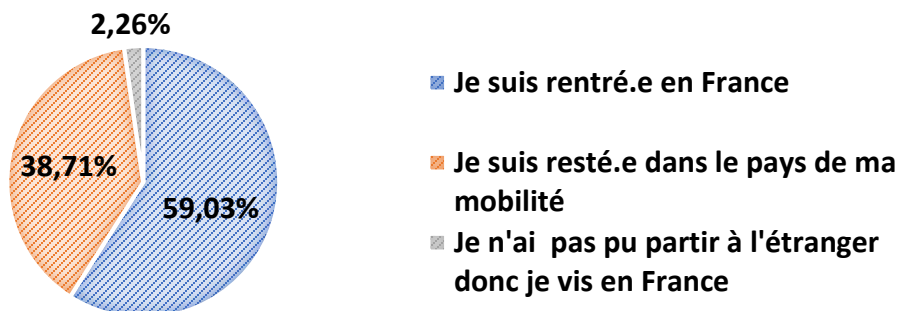 2,26%
38,71%
59,03%
Je suis rentré.e en France
Je suis resté.e dans le pays de ma
mobilité
Je n'ai  pas pu partir à l'étranger
donc je vis en France